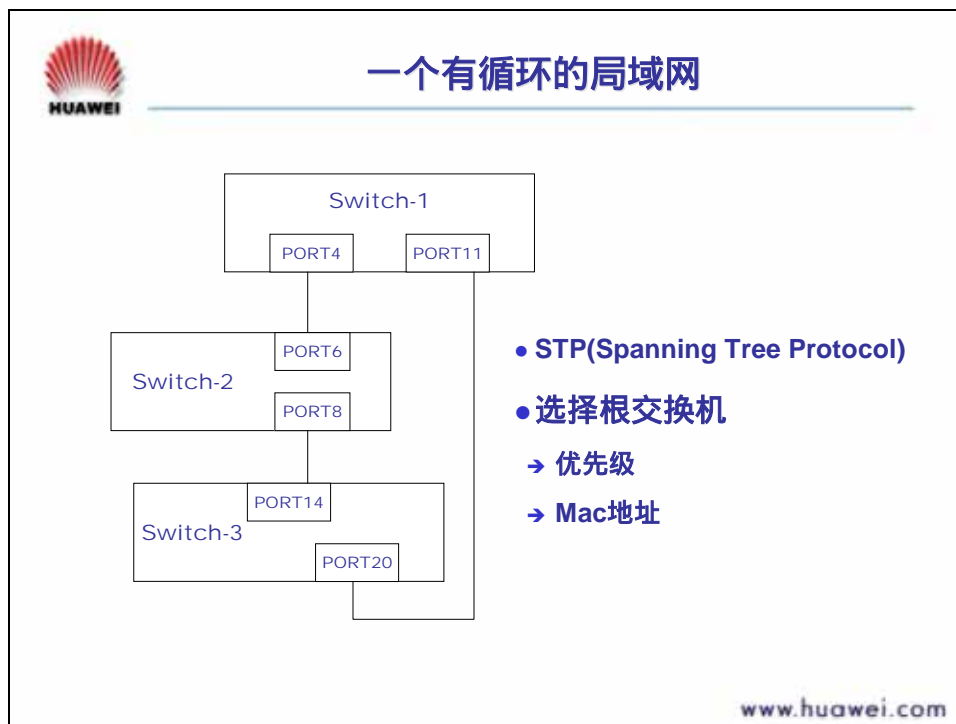 HUAWEI
一个有循环的局域网
Switch-1
PORT4
PORT11
PORT6
Switch-2
PORT8
PORT14
Switch-3
PORT20
● STP(Spanning Tree Protocol)
● 选择根交换机
➔ 优先级
➔ Mac地址
www.huawei.com